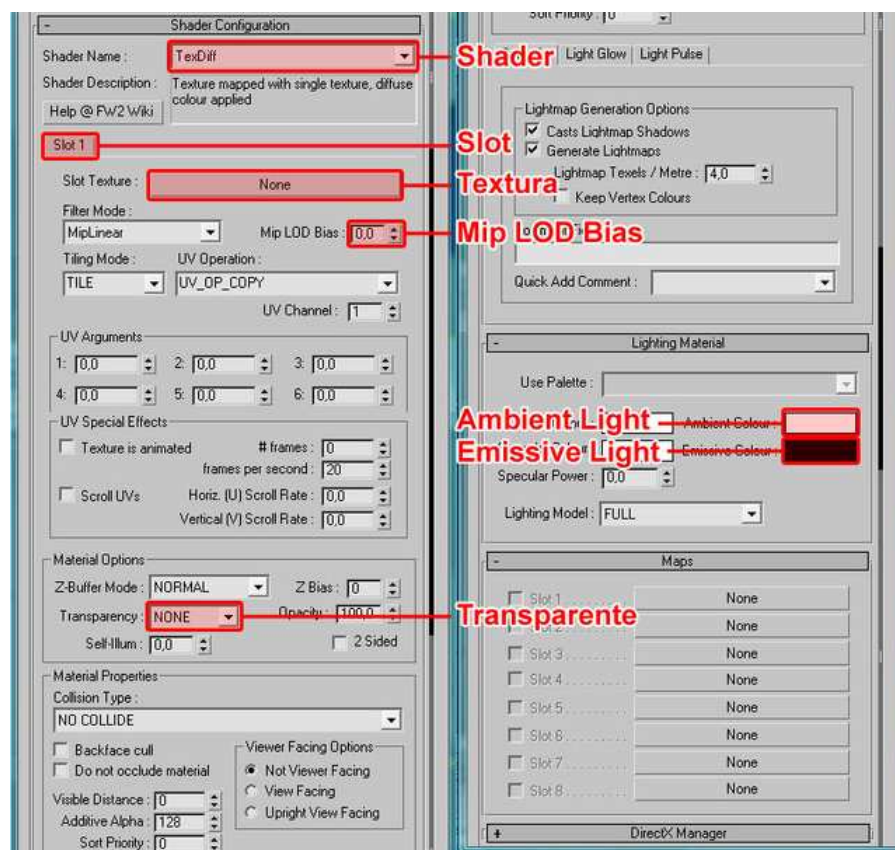 Shader Configuration
Shader Name :
TexDiff
Shader Description :
Texture mapped with single texture, diffuse
colour applied
Help @ FW2 Wiki
Slot 1
Slot Texture :
None
Filter Mode :
MipLinear
Mip LOD Bias :
0,0
Tiling Mode :
UV Operation :
TILE
UV_OP_COPY
UV Channel : 1
UV Arguments
1: 0,0
2: 0,0
3: 0,0
4: 0,0
5: 0,0
6: 0,0
UV Special Effects
Texture is animated
# frames : 0
frames per second : 20
Scroll UVs
Horiz. (U) Scroll Rate : 0,0
Vertical (V) Scroll Rate : 0,0
Material Options
Z-Buffer Mode : NORMAL
Z Bias : 0
Transparency : NONE
Opacity : 100,0
Self-Illum : 0,0
2 Sided
Material Properties
Collision Type :
NO COLLIDE
Backface cull
Do not occlude material
Viewer Facing Options
Not Viewer Facing
View Facing
Upright View Facing
Visible Distance : 0
Additive Alpha : 128
Sort Priority : 0
Shader
Slot
Textura
Mip LOD Bias
Ambient Light
Emissive Light
Transparente
Sort Priority : 0
Light Glow
Light Pulse
Lightmap Generation Options
Casts Lightmap Shadows
Generate Lightmaps
Lightmap Texels / Metre : 4,0
Keep Vertex Colours
Quick Add Comment :
Lighting Material
Use Palette :
Ambient Colour :
Emissive Colour :
Specular Power : 0,0
Lighting Model : FULL
Maps
Slot 1 None
Slot 2 None
Slot 3 None
Slot 4 None
Slot 5 None
Slot 6 None
Slot 7 None
Slot 8 None
DirectX Manager